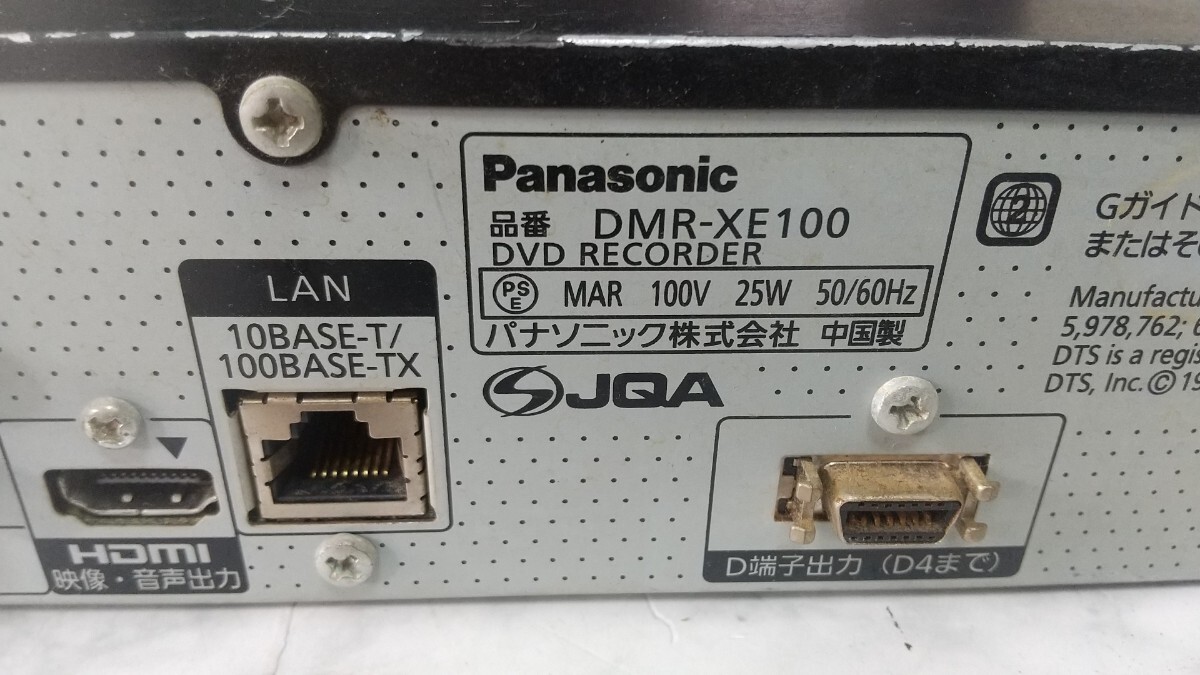 Panasonic
品番 DMR-XE100
DVD RECORDER
PSE MAR 100V 25W 50/60Hz
パナソニック株式会社 中国製
JQA
LAN
10BASE-T/
100BASE-TX
HDMI
映像・音声出力
D端子出力(D4まで)
2
Gガイド
または
Manufactu
5,978,762;
DTS is a regis
DTS, Inc.©19